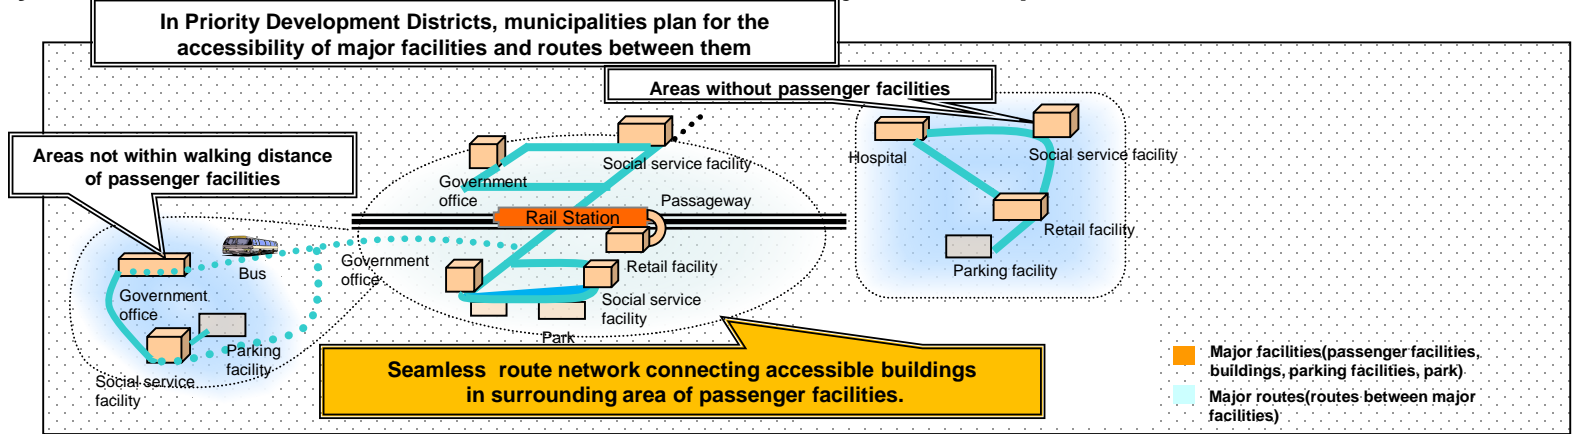 In Priority Development Districts, municipalities plan for the
accessibility of major facilities and routes between them
Areas without passenger facilities
Areas not within walking distance
of passenger facilities
Social service facility
Government
office
Passageway
Rail Station
Hospital
Social service facility
Retail facility
Parking facility
Bus
Government
office
Retail facility
Social service
facility
Park
Government
office
Parking
facility
Social service
facility
Seamless route network connecting accessible buildings
in surrounding area of passenger facilities.
Major facilities(passenger facilities,
buildings, parking facilities, park)
Major routes(routes between major
facilities)